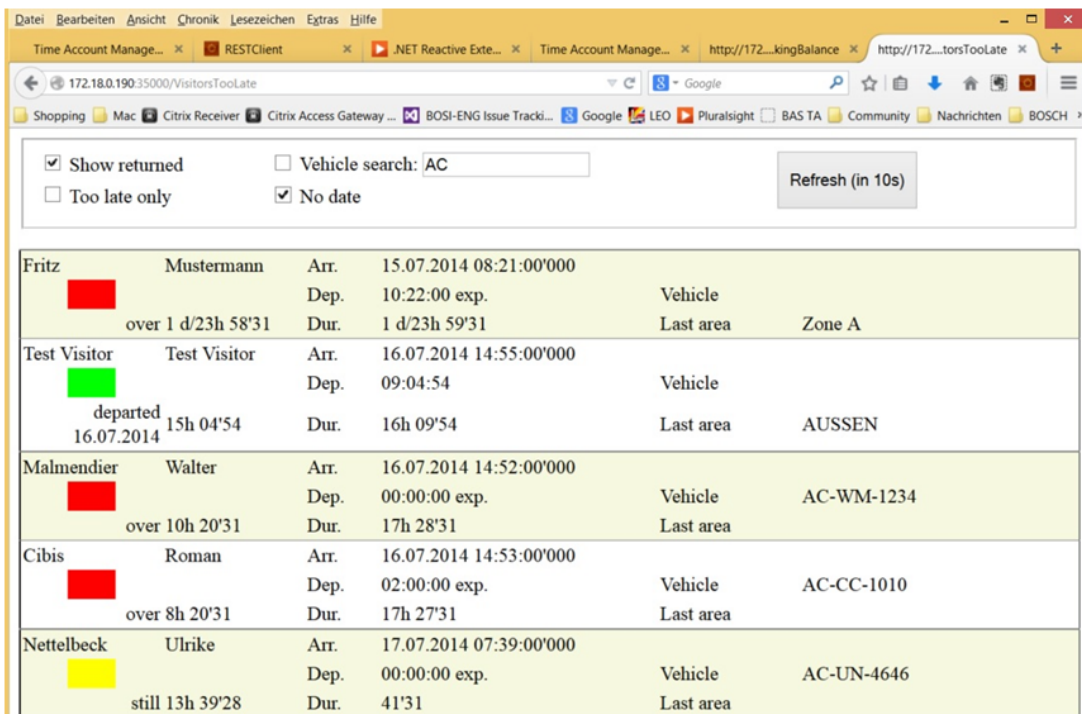 Datei Bearbeiten Ansicht Chronik Lesezeichen Extras Hilfe
Time Account Manage... RESTClient .NET Reactive Exte... Time Account Manage... http://172....kingBalance http://172....torsTooLate
172.18.0.190:35000/VisitorsTooLate Google
Shopping Mac Citrix Receiver Citrix Access Gateway ... BOSI-ENG Issue Tracki... Google LEO Pluralsight BAS TA Community Nachrichten BOSCH
Show returned Vehicle search: AC Refresh (in 10s)
Too late only No date
Fritz Mustermann Arr. 15.07.2014 08:21:00'000
Dep. 10:22:00 exp. Vehicle
over 1 d/23h 58'31 Dur. 1 d/23h 59'31 Last area Zone A
Test Visitor Test Visitor Arr. 16.07.2014 14:55:00'000
Dep. 09:04:54 Vehicle
departed 16.07.2014 15h 04'54 Dur. 16h 09'54 Last area AUSSEN
Malmendier Walter Arr. 16.07.2014 14:52:00'000
Dep. 00:00:00 exp. Vehicle AC-WM-1234
over 10h 20'31 Dur. 17h 28'31 Last area
Cibis Roman Arr. 16.07.2014 14:53:00'000
Dep. 02:00:00 exp. Vehicle AC-CC-1010
over 8h 20'31 Dur. 17h 27'31 Last area
Nettelbeck Ulrike Arr. 17.07.2014 07:39:00'000
Dep. 00:00:00 exp. Vehicle AC-UN-4646
still 13h 39'28 Dur. 41'31 Last area